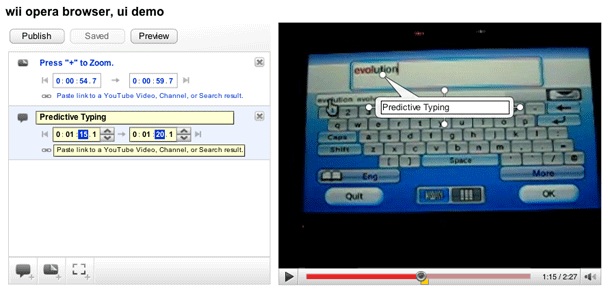 wii opera browser, ui demo
Publish Saved Preview
Press "+" to Zoom.
0 : 00 : 54 . 7 → 0 : 00 : 59 . 7
Paste link to a YouTube Video, Channel, or Search result.
Predictive Typing
0 : 01 15 1 → 0 : 01 20 1
Paste link to a YouTube Video, Channel, or Search result.
evolution
evolution
Predictive Typing
Caps
Shift
Space
Eng
More
Quit
OK
1:15 / 2:27